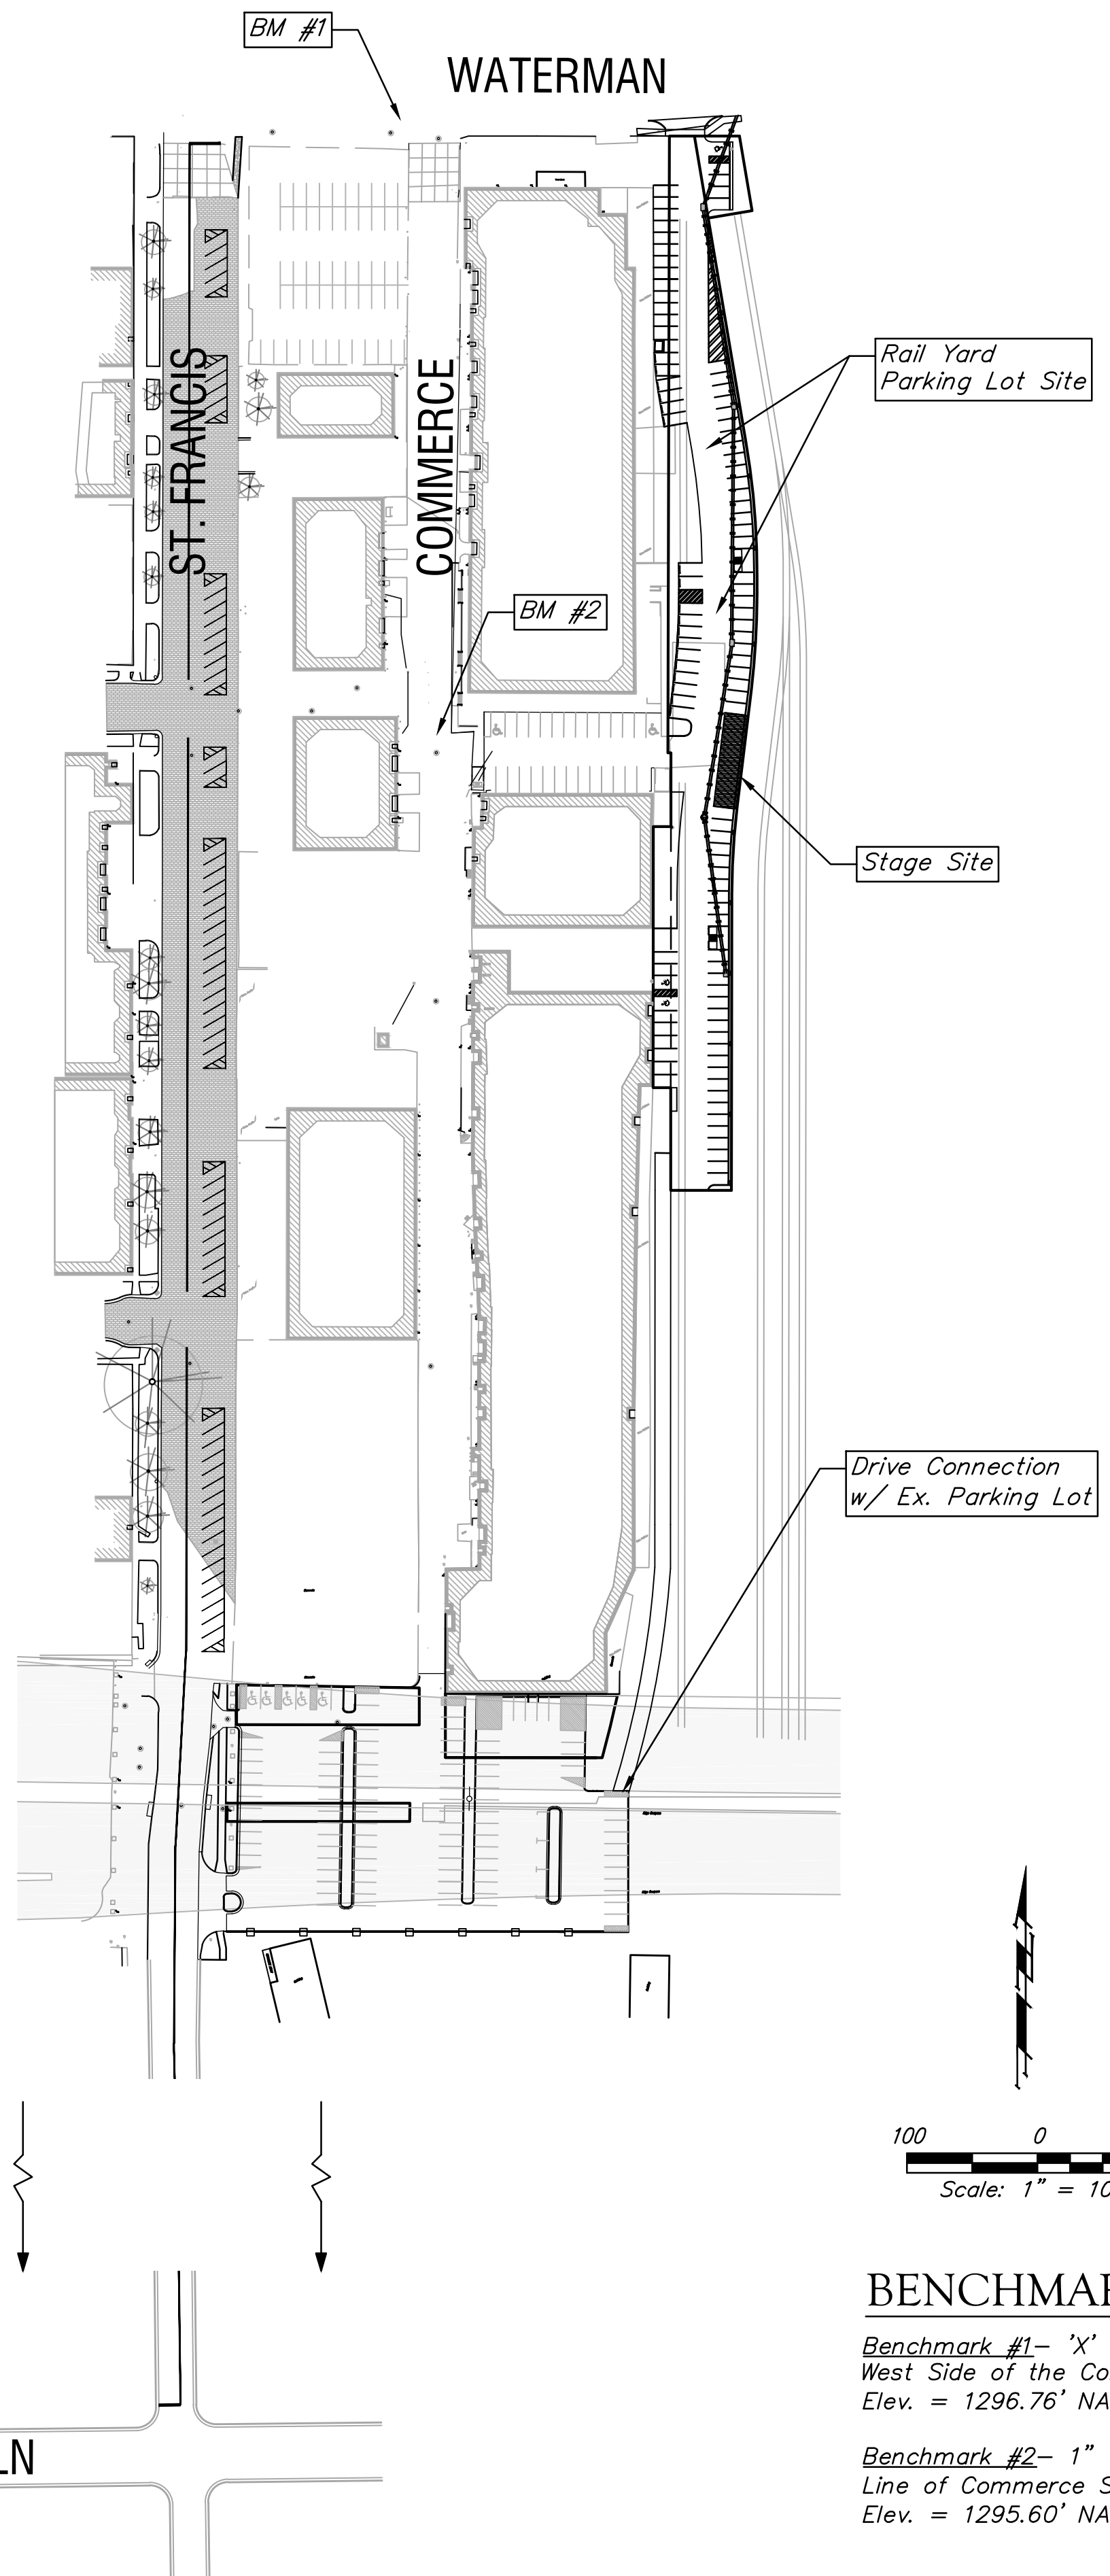 BM #1
WATERMAN
Rail Yard
Parking Lot Site
ST. FRANCIS
COMMERCE
BM #2
Stage Site
Drive Connection
w/ Ex. Parking Lot
100 0
Scale: 1" = 10
BENCHMAR
Benchmark #1- 'X'
West Side of the Co
Elev. = 1296.76' NA
LN
Benchmark #2- 1"
Line of Commerce S
Elev. = 1295.60' NA